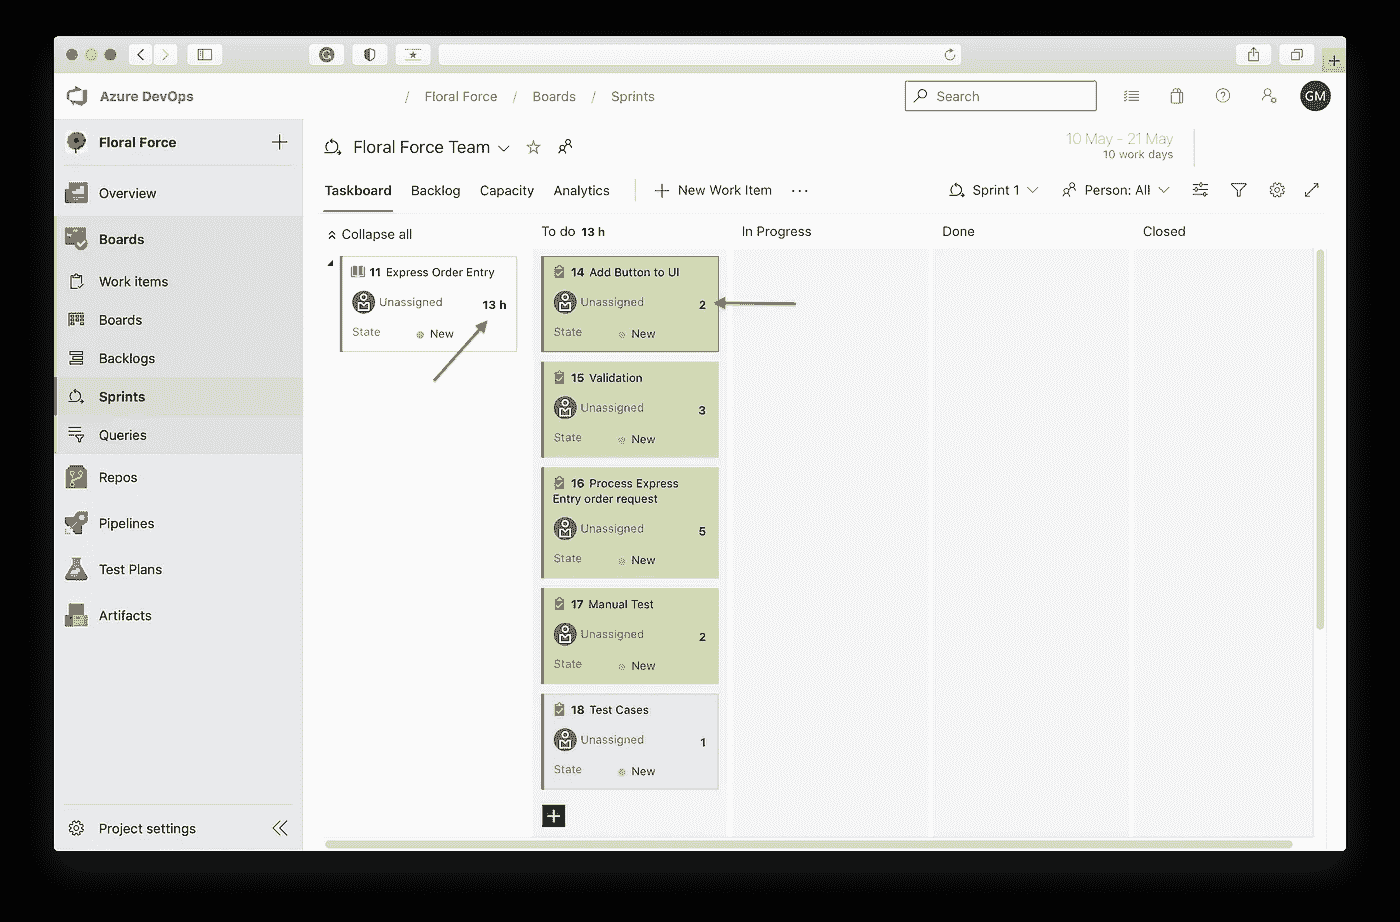 Azure DevOps
/ Floral Force / Boards / Sprints
Search
GM
Floral Force
Overview
Boards
Work items
Boards
Backlogs
Sprints
Queries
Repos
Pipelines
Test Plans
Artifacts
Project settings
Floral Force Team
10 May - 21 May
10 work days
Taskboard Backlog Capacity Analytics New Work Item
Sprint 1 Person: All
Collapse all
To do 13 h
In Progress
Done
Closed
11 Express Order Entry
Unassigned
13 h
State New
14 Add Button to UI
Unassigned 2
State New
15 Validation
Unassigned 3
State New
16 Process Express
Entry order request
Unassigned 5
State New
17 Manual Test
Unassigned 2
State New
18 Test Cases
Unassigned 1
State New